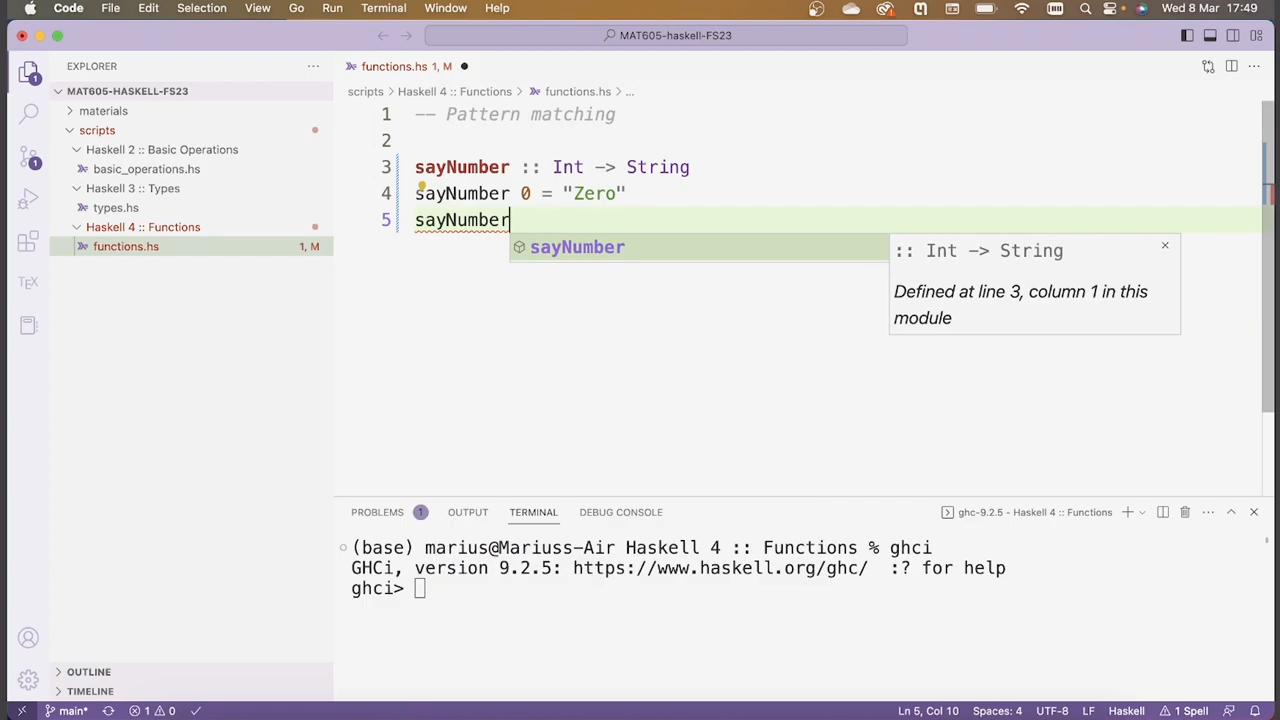 Code File Edit Selection View Go Run Terminal Window Help Wed 8 Mar 17:49
MAT605-haskell-FS23
EXPLORER
functions.hs 1, M
MAT605-HASKELL-FS23
scripts > Haskell 4 :: Functions > functions.hs > ...
materials
scripts
Haskell 2 :: Basic Operations
basic_operations.hs
Haskell 3 :: Types
types.hs
Haskell 4 :: Functions
functions.hs 1, M
1 -- Pattern matching
2
3 sayNumber :: Int -> String
4 sayNumber 0 = "Zero"
5 sayNumber
sayNumber
:: Int -> String
Defined at line 3, column 1 in this
module
PROBLEMS 1 OUTPUT TERMINAL DEBUG CONSOLE ghc-9.2.5 - Haskell 4 :: Functions
(base) marius@Mariuss-Air Haskell 4 :: Functions % ghci
GHCi, version 9.2.5: https://www.haskell.org/ghc/ :? for help
ghci>
1
1
TEX
OUTLINE
TIMELINE
main* 1 0 Ln 5, Col 10 Spaces: 4 UTF-8 LF Haskell 1 Spell